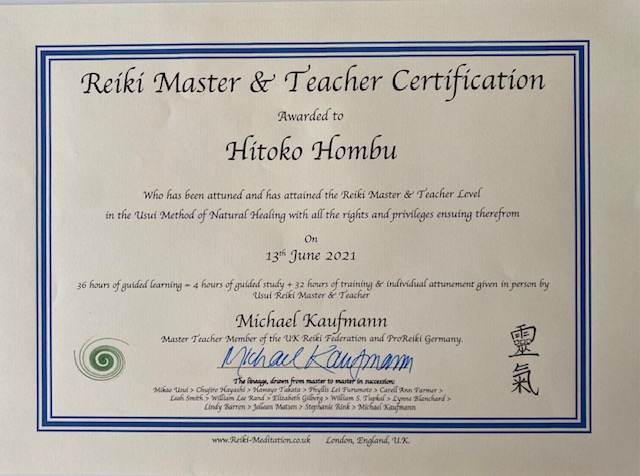 Reiki Master & Teacher Certification
Awarded to
Hitoko Hombu
Who has been attuned and has attained the Reiki Master & Teacher Level
in the Usui Method of Natural Healing with all the rights and privileges ensuing therefrom
On
13th June 2021
36 hours of guided learning = 4 hours of guided study + 32 hours of training & individual attunement given in person by
Usui Reiki Master & Teacher
Michael Kaufmann
Master Teacher Member of the UK Reiki Federation and ProReiki Germany.
Michael Kaufmann
The lineage, drawn from master to master in succession:
Mikao Usui > Chujiro Hayashi > Hawayo Takata > Phyllis Lei Furumoto > Carell Ann Farmer >
Leah Smith > William Lee Rand > Elizabeth Gilberg > William S. Tupkal > Lynne Blanchard >
Lindy Barron > Jollean Matsen > Stephanie Rink > Michael Kaufmann
靈
氣
www.Reiki-Meditation.co.uk London, England, U.K.